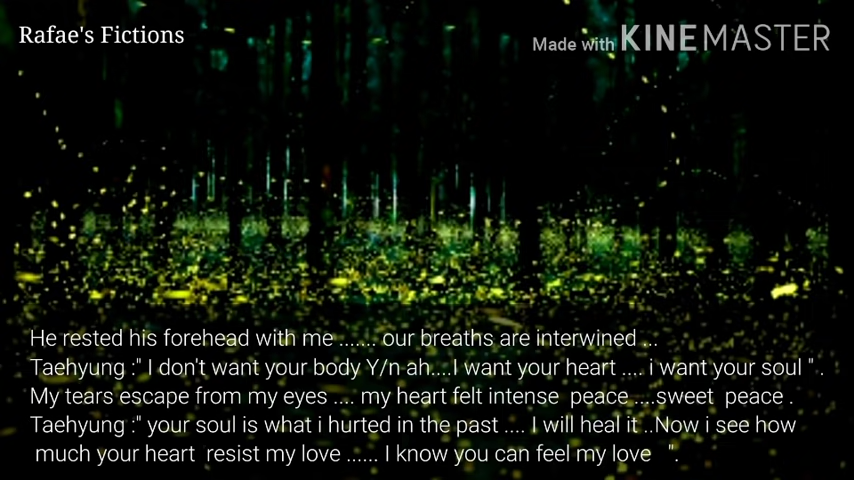 Rafae's Fictions
Made with KINEMASTER
He rested his forehead with me ....... our breaths are interwined ...
Taehyung :" I don't want your body Y/n ah....I want your heart .... i want your soul " .
My tears escape from my eyes .... my heart felt intense peace ....sweet peace .
Taehyung :" your soul is what i hurted in the past .... I will heal it ..Now i see how
much your heart resist my love ...... I know you can feel my love ".